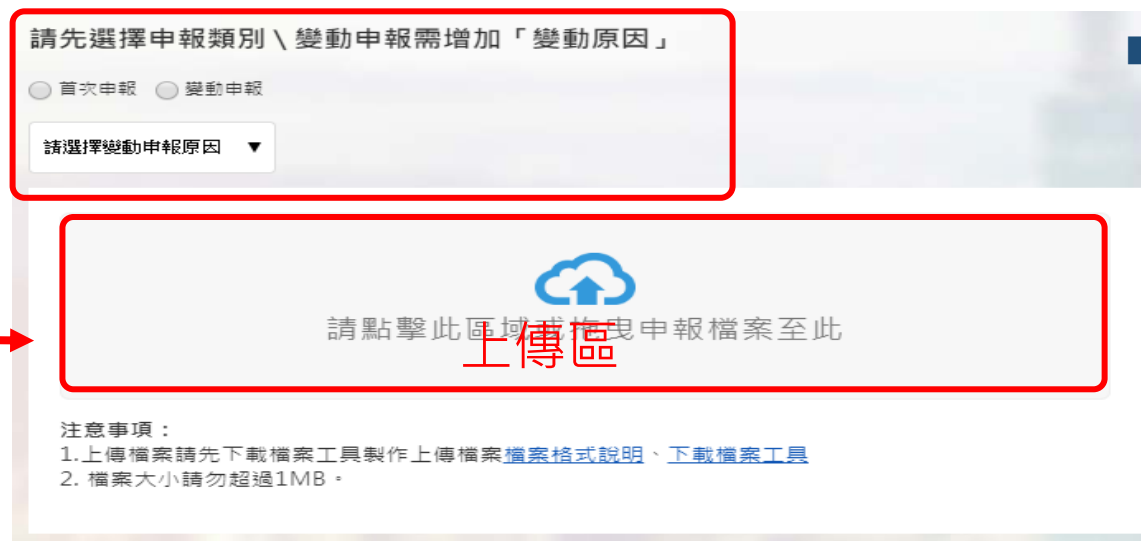 請先選擇申報類別 \ 變動申報需增加「變動原因」
首次申報 變動申報
請選擇變動申報原因 ▼
請點擊此區域或拖曳申報檔案至此
上傳區
注意事項：
1.上傳檔案請先下載檔案工具製作上傳檔案檔案格式說明、下載檔案工具
2. 檔案大小請勿超過1MB。